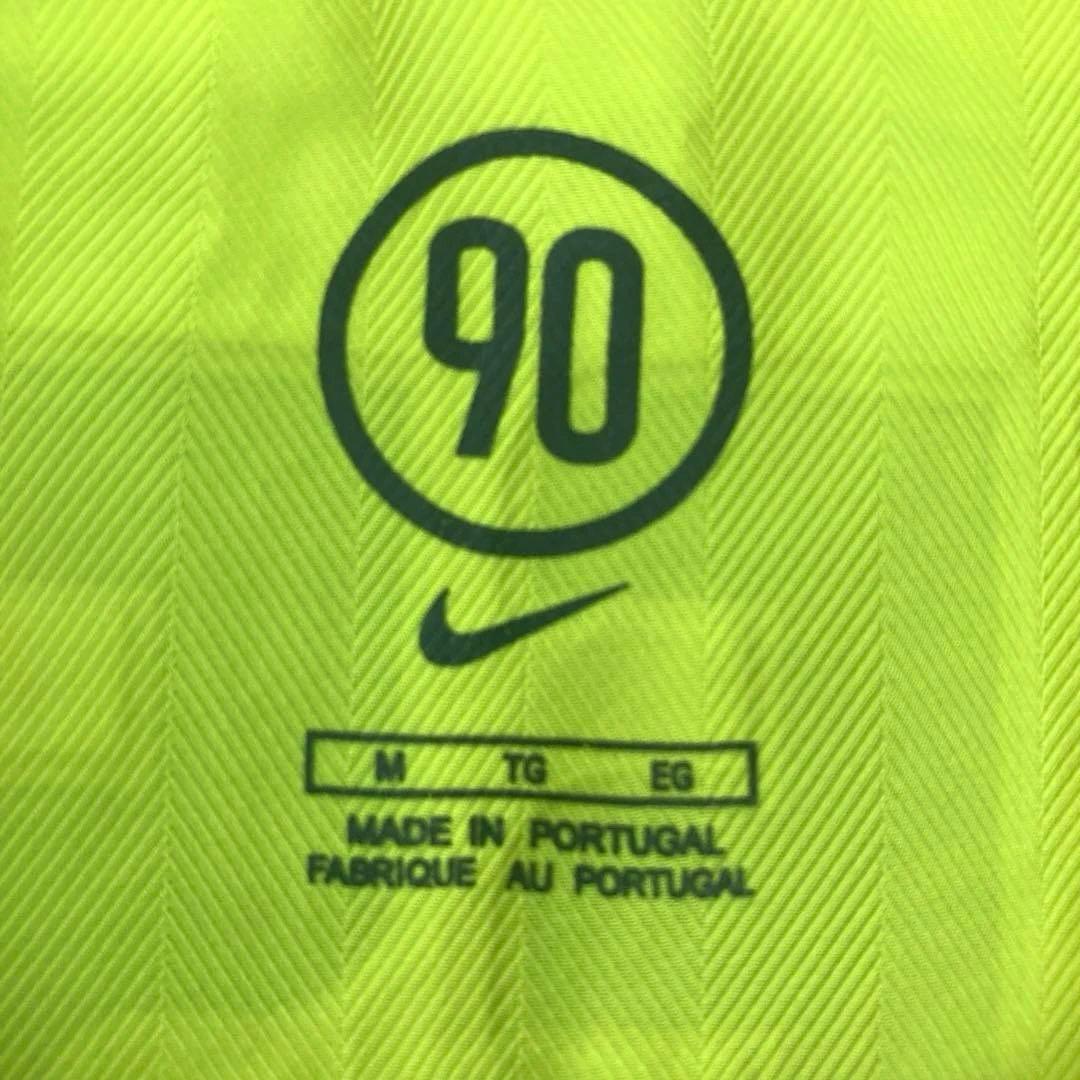 90
M TG EG
MADE IN PORTUGAL
FABRIQUE AU PORTUGAL